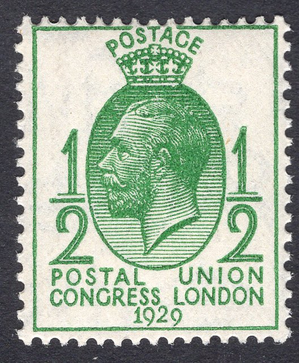 POSTAGE
1/2 1/2
POSTAL UNION
CONGRESS LONDON
1929